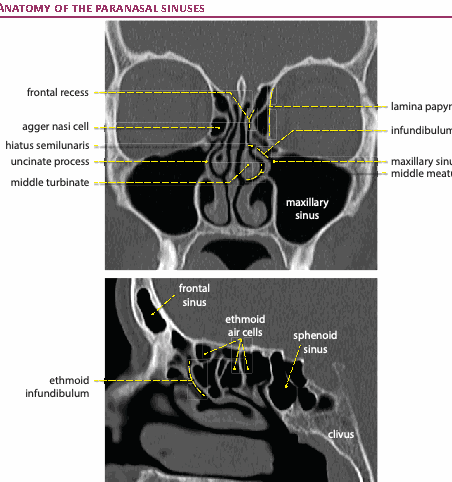 ANATOMY OF THE PARANASAL SINUSES
frontal recess
agger nasi cell
hiatus semilunaris
uncinate process
middle turbinate
lamina papyr
infundibulum
maxillary sinu
middle meatu
maxillary
sinus
frontal
sinus
ethmoid
air cells
sphenoid
sinus
ethmoid
infundibulum
clivus